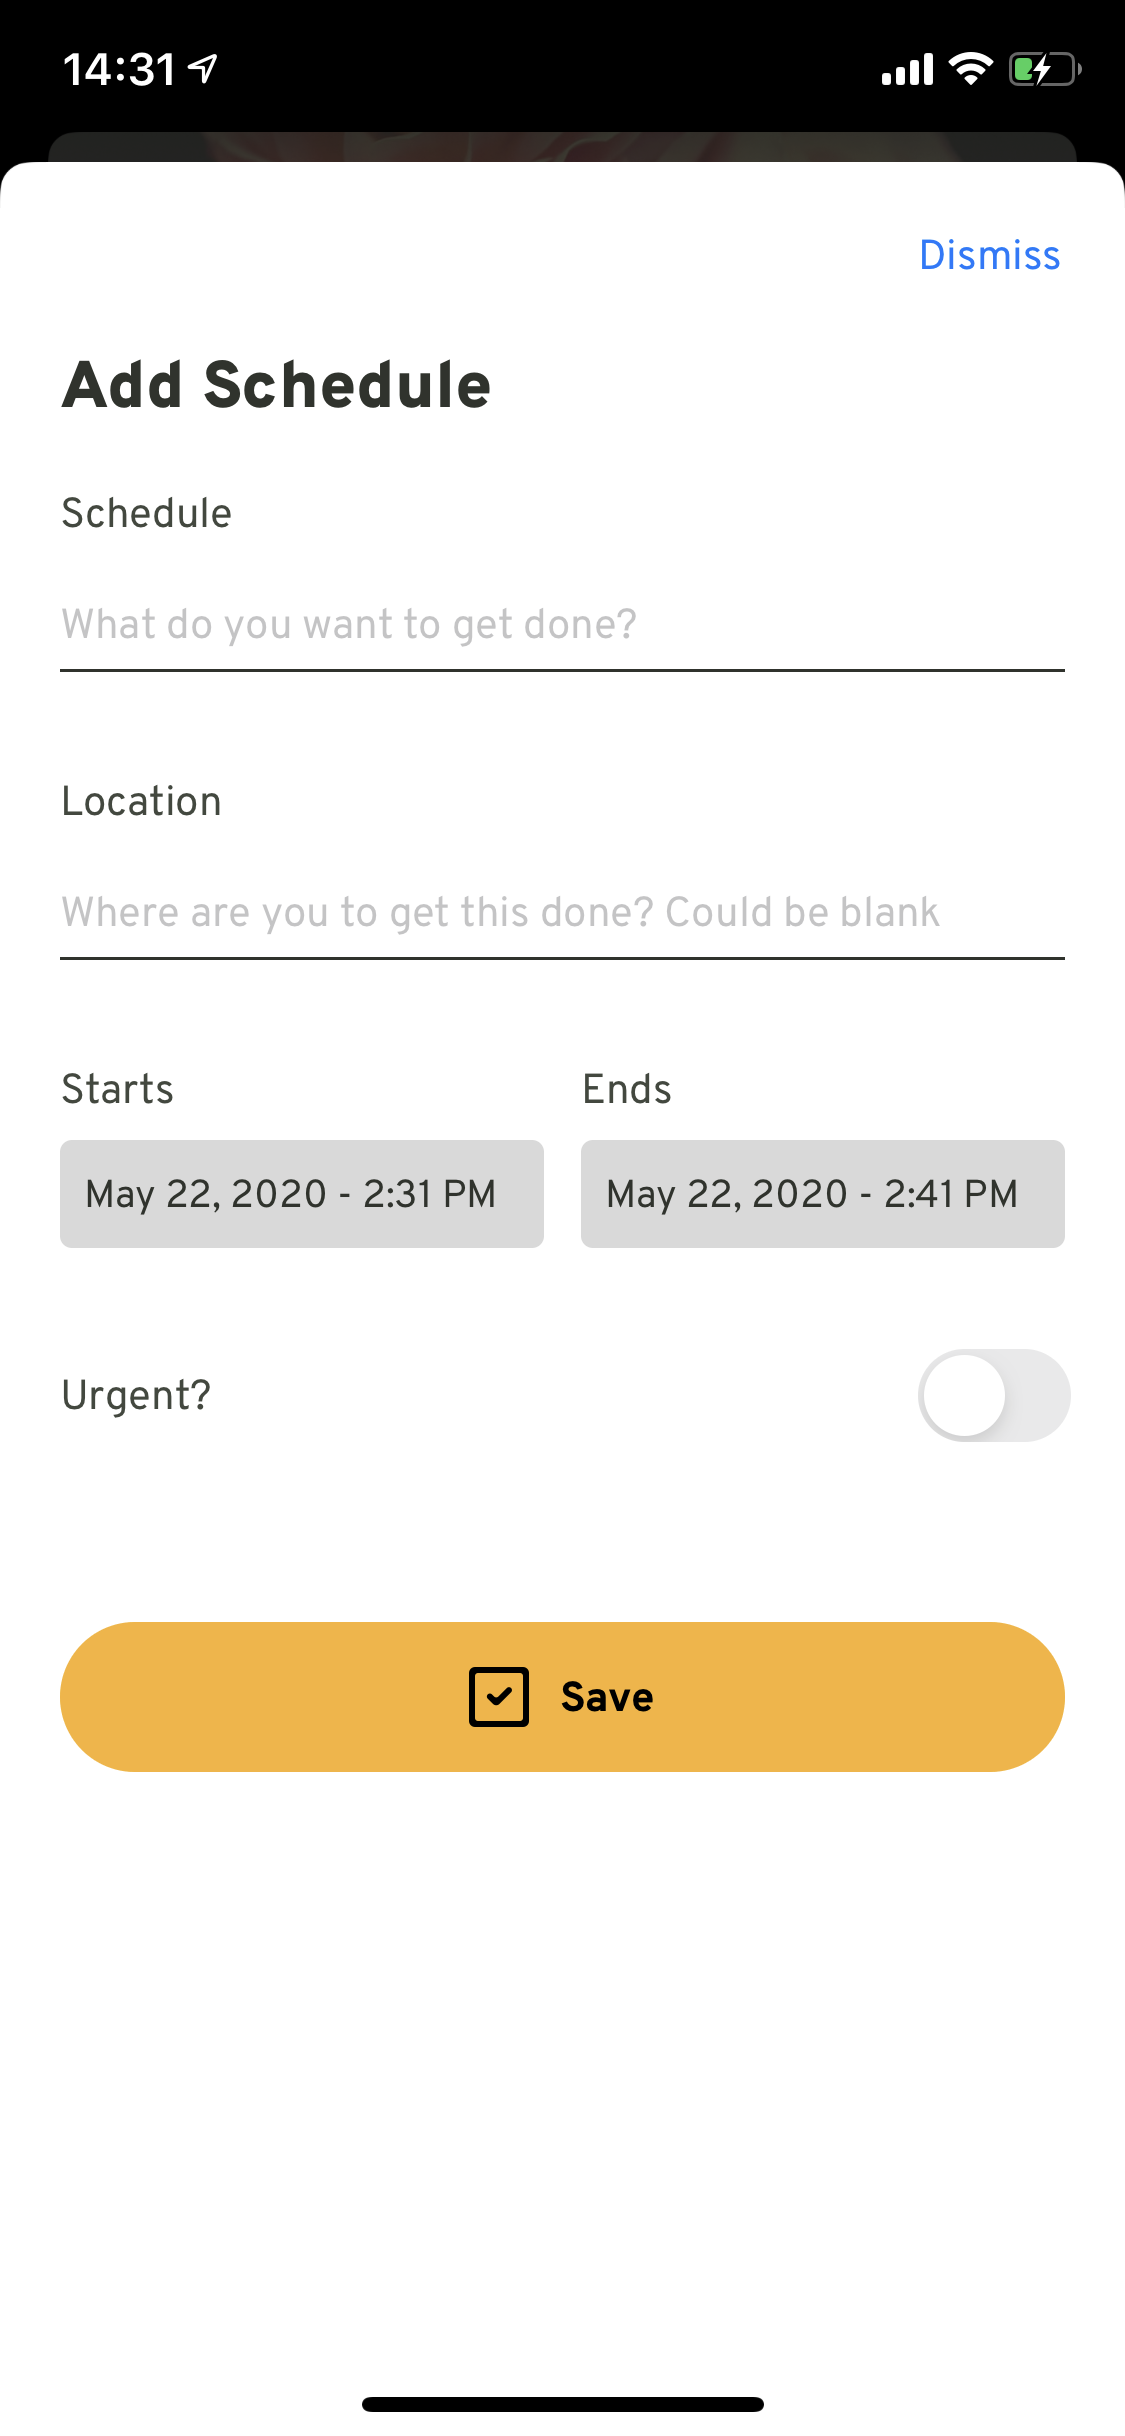 14:31
Dismiss
Add Schedule
Schedule
What do you want to get done?
Location
Where are you to get this done? Could be blank
Starts Ends
May 22, 2020 - 2:31 PM May 22, 2020 - 2:41 PM
Urgent?
Save